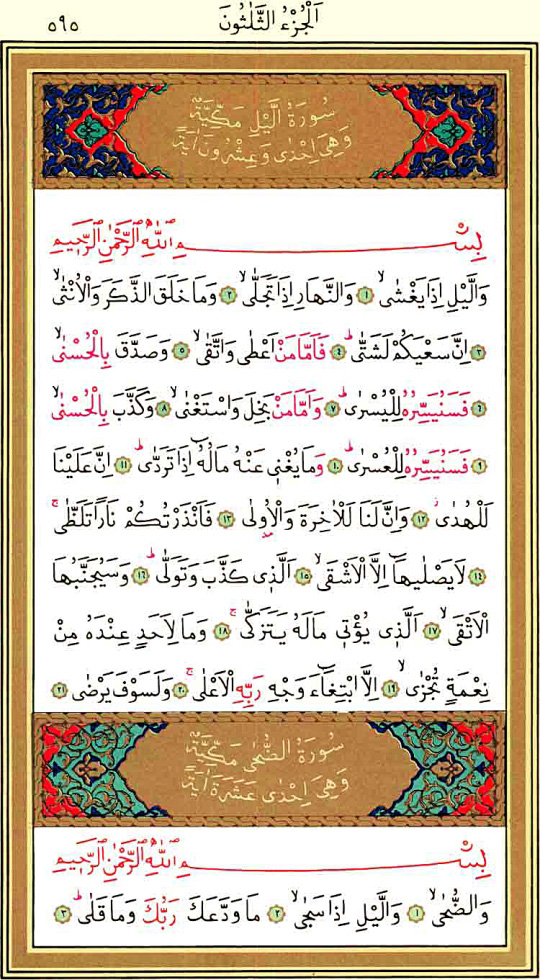 اَلْجُزْءُ الثَّلٰثُونَ
٥٩٥
سُورَةُ الَّيْلِ مَكِّيَّةٌ
وَهِىَ اِحْدٰى وَعِشْرُونَ اٰيَةً
بِسْمِ اللّٰهِ الرَّحْمٰنِ الرَّحِيمِ
وَالَّيْلِ اِذَا يَغْشٰىۙ ١ وَالنَّهَارِ اِذَا تَجَلّٰىۙ ٢ وَمَا خَلَقَ الذَّكَرَ وَالْاُنْثٰىۙ
٣ اِنَّ سَعْيَكُمْ لَشَتّٰىۜ ٤ فَاَمَّا مَنْ اَعْطٰى وَاتَّقٰىۙ ٥ وَصَدَّقَ بِالْحُسْنٰىۙ
٦ فَسَنُيَسِّرُهُ لِلْيُسْرٰىۜ ٧ وَاَمَّا مَنْ بَخِلَ وَاسْتَغْنٰىۙ ٨ وَكَذَّبَ بِالْحُسْنٰىۙ
٩ فَسَنُيَسِّرُهُ لِلْعُسْرٰىۜ ١٠ وَمَا يُغْنِى عَنْهُ مَالُهُٓ اِذَا تَرَدّٰىۜ ١١ اِنَّ عَلَيْنَا
لَلْهُدٰىۘ ١٢ وَاِنَّ لَنَا لَلْاٰخِرَةَ وَالْاُولٰى ١٣ فَاَنْذَرْتُكُمْ نَارًا تَلَظّٰىۚ
١٤ لَا يَصْلٰيهَٓا اِلَّا الْاَشْقٰىۙ ١٥ اَلَّذِى كَذَّبَ وَتَوَلّٰىۜ ١٦ وَسَيُجَنَّبُهَا
الْاَتْقٰىۙ ١٧ اَلَّذِى يُؤْتِى مَالَهُ يَتَزَكّٰىۚ ١٨ وَمَا لِاَحَدٍ عِنْدَهُ مِنْ
نِعْمَةٍ تُجْزٰىۙ ١٩ اِلَّا ابْتِغَٓاءَ وَجْهِ رَبِّهِ الْاَعْلٰىۚ ٢٠ وَلَسَوْفَ يَرْضٰى ٢١
سُورَةُ الضُّحٰى مَكِّيَّةٌ
وَهِىَ اِحْدٰى عَشَرَةَ اٰيَةً
بِسْمِ اللّٰهِ الرَّحْمٰنِ الرَّحِيمِ
وَالضُّحٰىۙ ١ وَالَّيْلِ اِذَا سَجٰىۙ ٢ مَا وَدَّعَكَ رَبُّكَ وَمَا قَلٰىۜ ٣